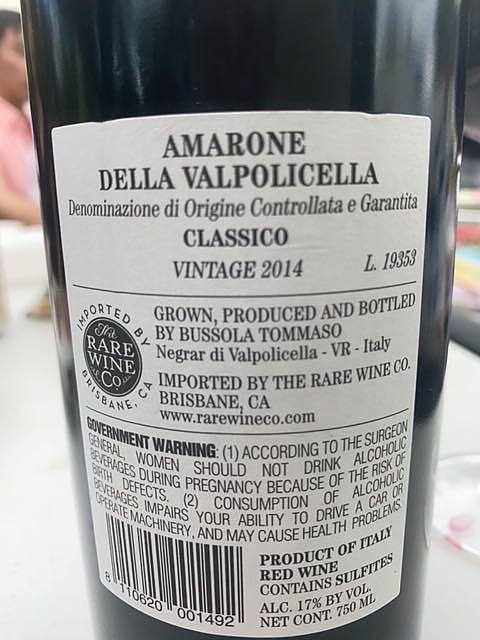 AMARONE
DELLA VALPOLICELLA
Denominazione di Origine Controllata e Garantita
CLASSICO
VINTAGE 2014 L. 19353
IMPORTED BY
The
RARE
WINE
Co.
BRISBANE, CA
GROWN, PRODUCED AND BOTTLED
BY BUSSOLA TOMMASO
Negrar di Valpolicella - VR - Italy
IMPORTED BY THE RARE WINE CO.
BRISBANE, CA
www.rarewineco.com
GOVERNMENT WARNING: (1) ACCORDING TO THE SURGEON
GENERAL WOMEN SHOULD NOT DRINK ALCOHOLIC
BEVERAGES DURING PREGNANCY BECAUSE OF THE RISK OF
BIRTH DEFECTS. (2) CONSUMPTION OF ALCOHOLIC
BEVERAGES IMPAIRS YOUR ABILITY TO DRIVE A CAR OR
OPERATE MACHINERY, AND MAY CAUSE HEALTH PROBLEMS.
8 110620 001492
PRODUCT OF ITALY
RED WINE
CONTAINS SULFITES
ALC. 17% BY VOL.
NET CONT. 750 ML